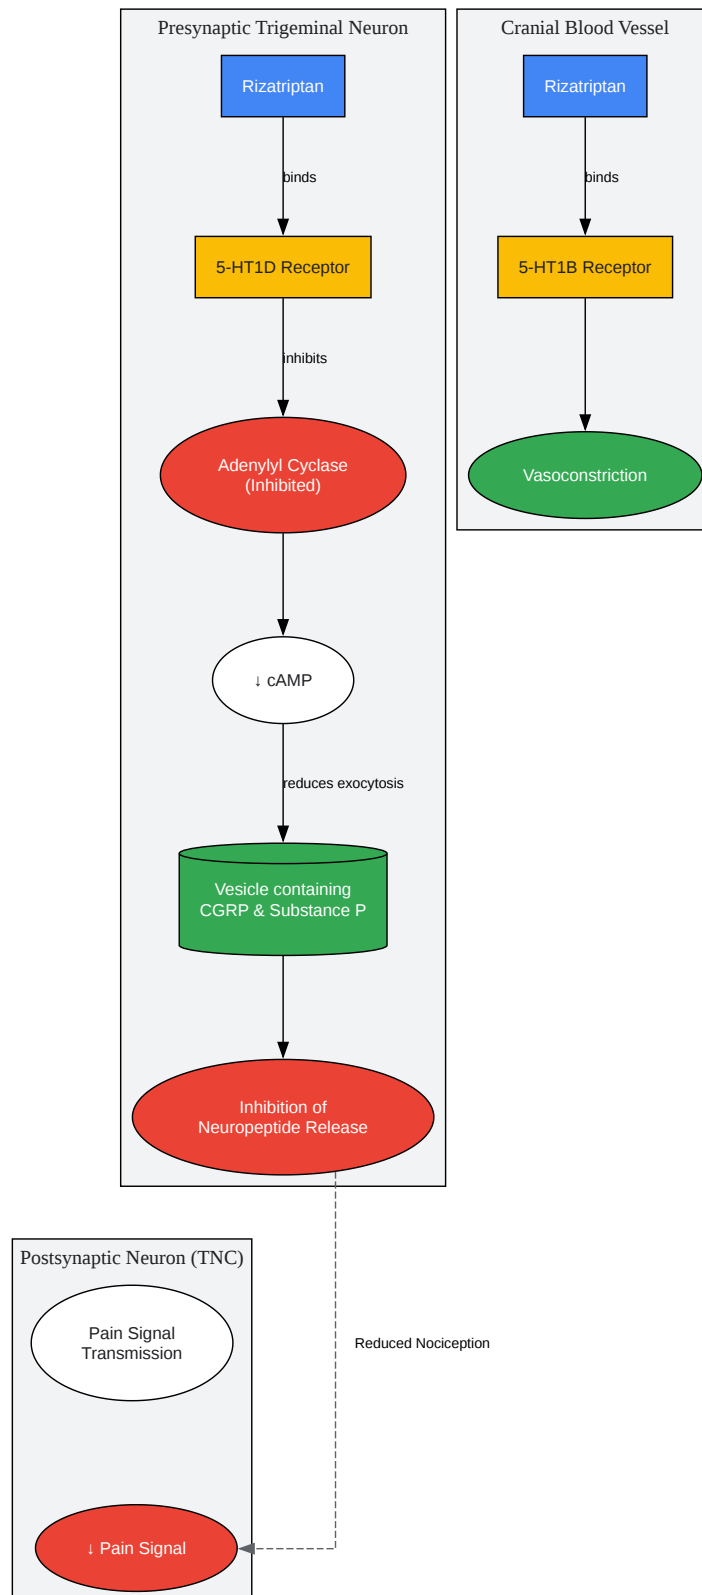 Presynaptic Trigeminal Neuron
Rizatriptan
binds
5-HT1D Receptor
inhibits
Adenylyl Cyclase
(Inhibited)
↓ cAMP
reduces exocytosis
Vesicle containing
CGRP & Substance P
Inhibition of
Neuropeptide Release
Cranial Blood Vessel
Rizatriptan
binds
5-HT1B Receptor
Vasoconstriction
Reduced Nociception
Postsynaptic Neuron (TNC)
Pain Signal
Transmission
↓ Pain Signal